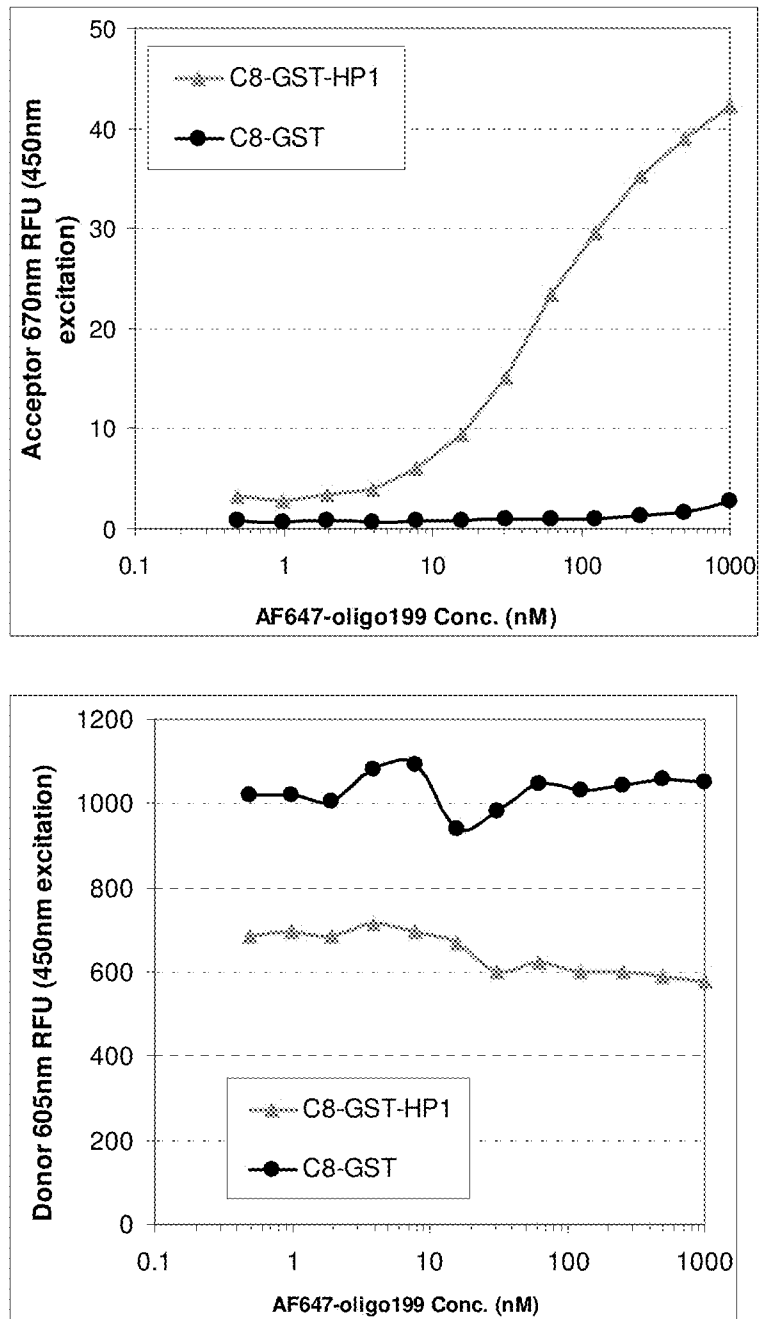 50
40
30
20
10
0
Acceptor 670nm RFU (450nm
excitation)
C8-GST-HP1
C8-GST
0.1 1 10 100 1000
AF647-oligo199 Conc. (nM)
1200
1000
800
600
400
200
0
Donor 605nm RFU (450nm excitation)
C8-GST-HP1
C8-GST
0.1 1 10 100 1000
AF647-oligo199 Conc. (nM)